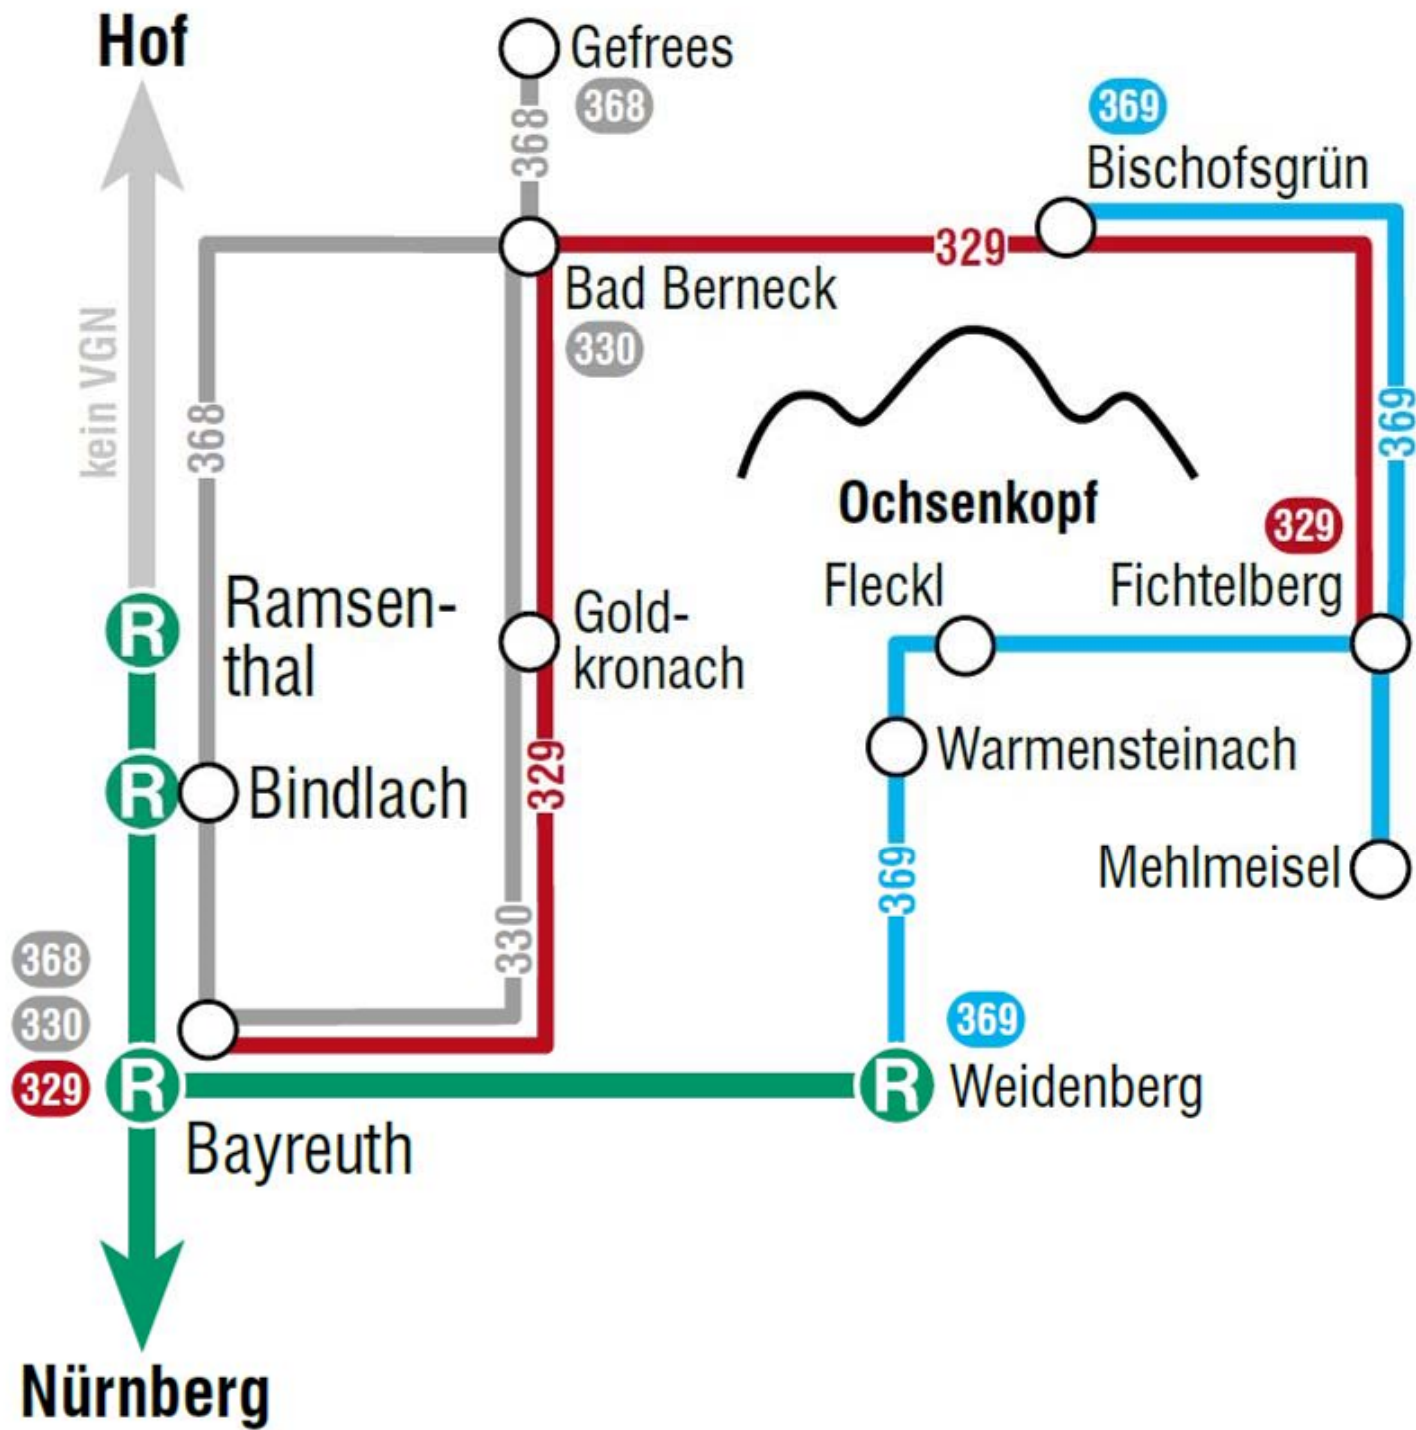 Hof
Gefrees
368
368
369
Bischofsgrün
329
Bad Berneck
330
kein VGN
368
369
Ochsenkopf
329
Fleckl
Fichtelberg
R
Ramsen-
thal
Gold-
kronach
329
Warmensteinach
R
Bindlach
369
Mehlmeisel
330
368
330
329
R
Bayreuth
369
R
Weidenberg
Nürnberg